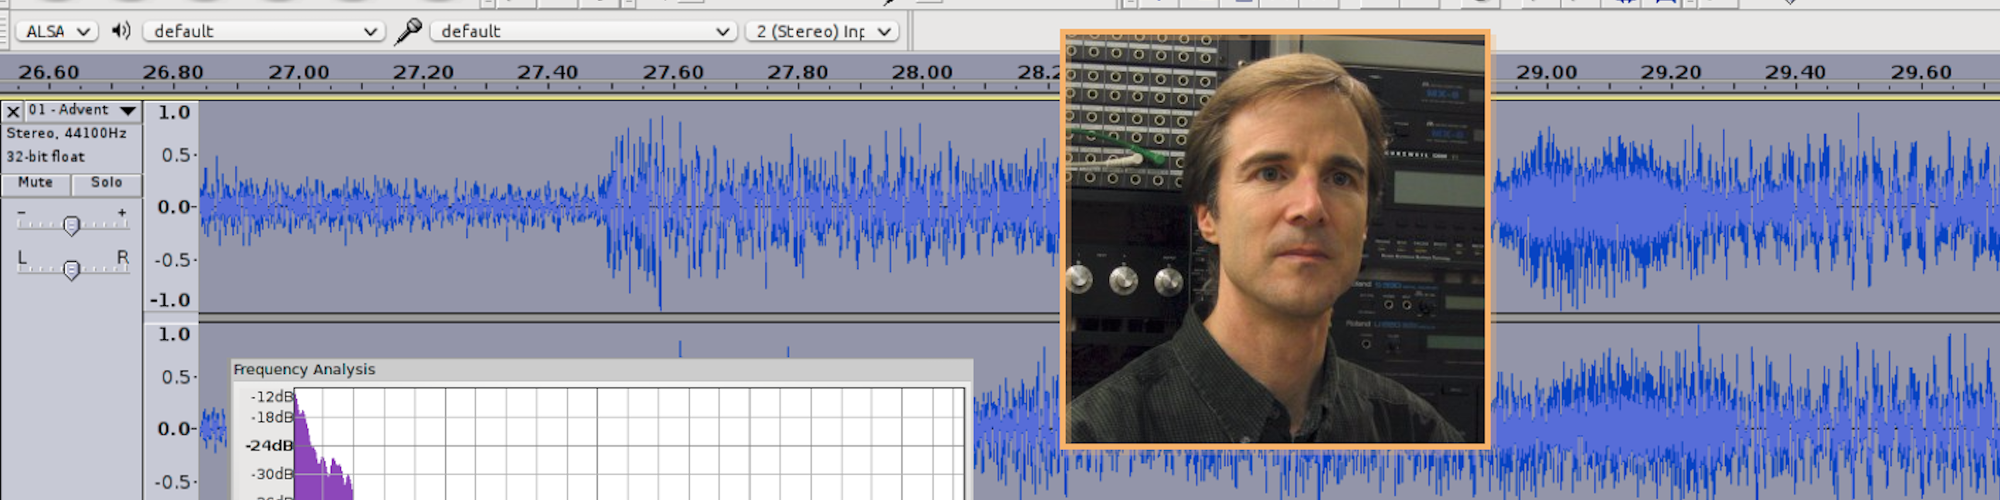 ALSA default default 2 (Stereo) Inp
26.60 26.80 27.00 27.20 27.40 27.60 27.80 28.00 28.2 29.00 29.20 29.40 29.60
01 - Advent
Stereo, 44100Hz
32-bit float
Mute Solo
- +
L R
1.0
0.5
0.0
-0.5
-1.0
1.0
0.5
0.0
-0.5
KURZWEIL
Roland
Roland
Frequency Analysis
-12dB
-18dB
-24dB
-30dB